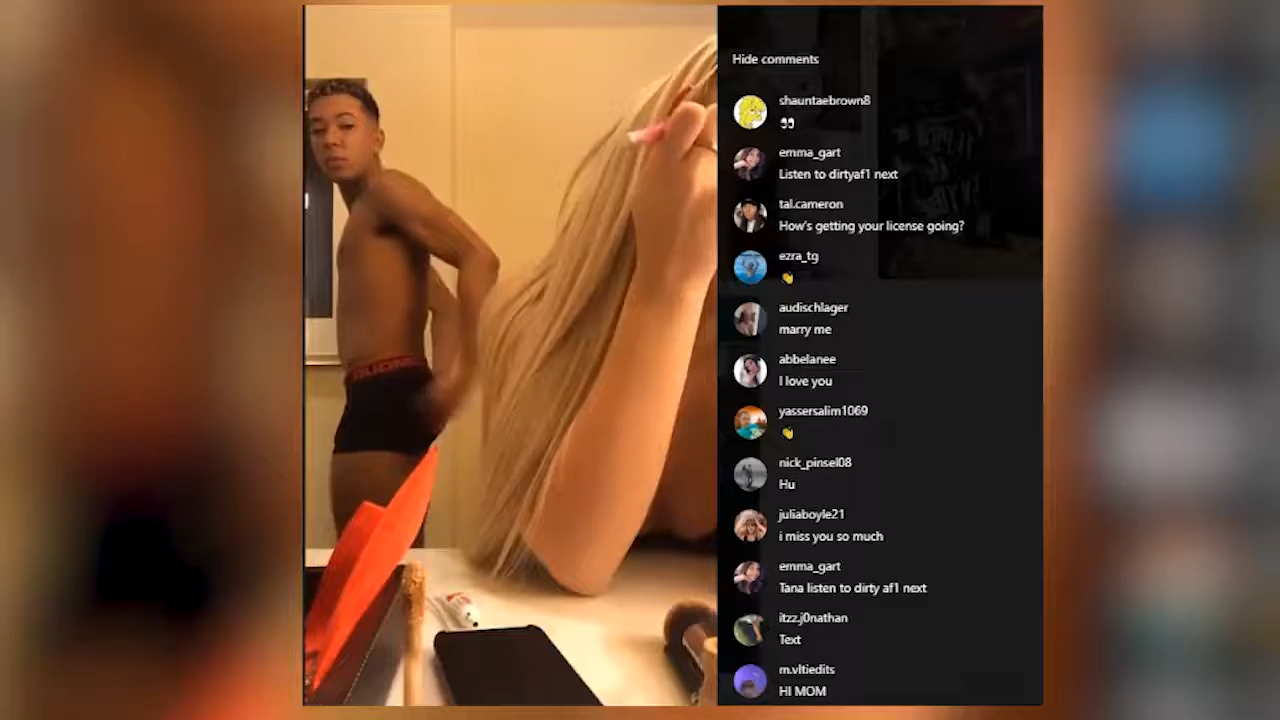 Hide comments
shauntaebrown8
👀
emma_gart
Listen to dirtyaf1 next
tal.cameron
How's getting your license going?
ezra_tg
👏
audischlager
marry me
abbelanee
I love you
yassersalim1069
👏
nick_pinsel08
Hu
juliaboyle21
i miss you so much
emma_gart
Tana listen to dirty af1 next
itzz.j0nathan
Text
m.vltiedits
HI MOM